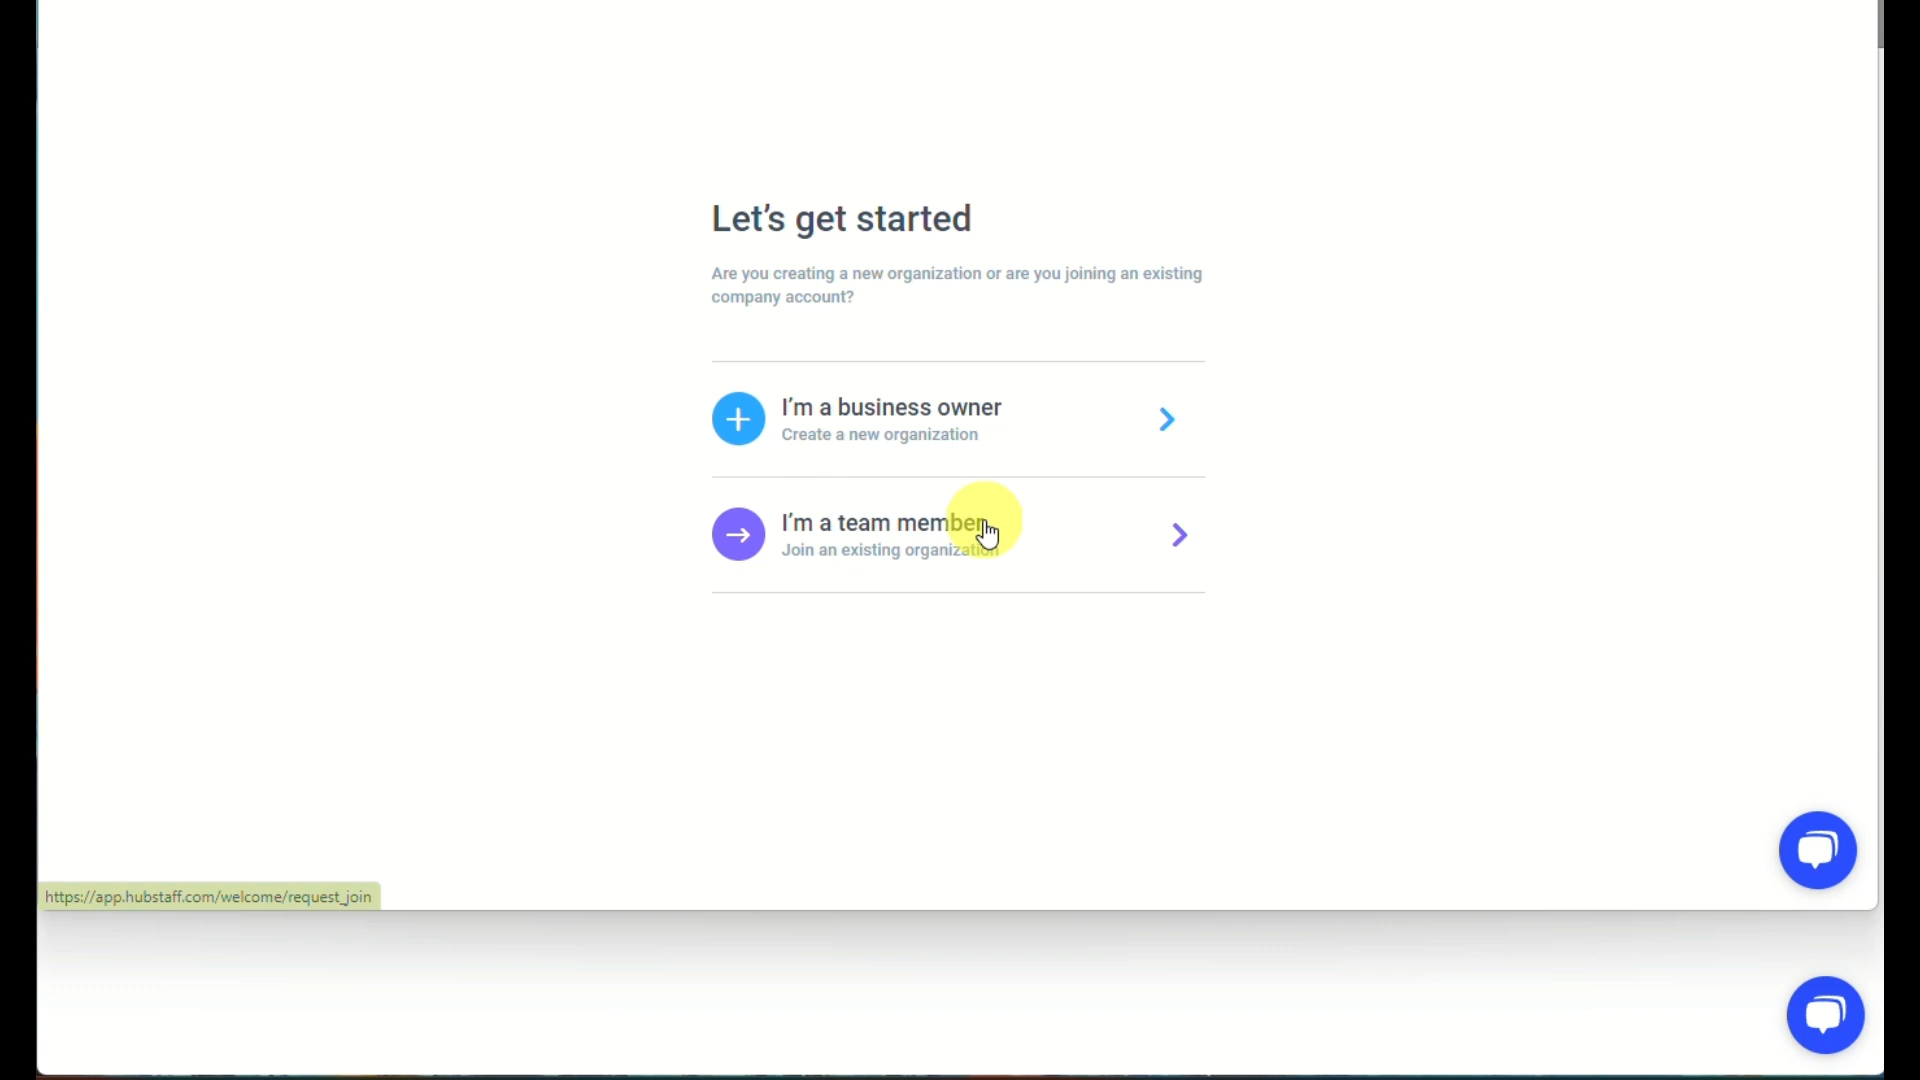 Let’s get started
Are you creating a new organization or are you joining an existing
company account?
I’m a business owner
Create a new organization
I’m a team member
Join an existing organization
https://app.hubstaff.com/welcome/request_join